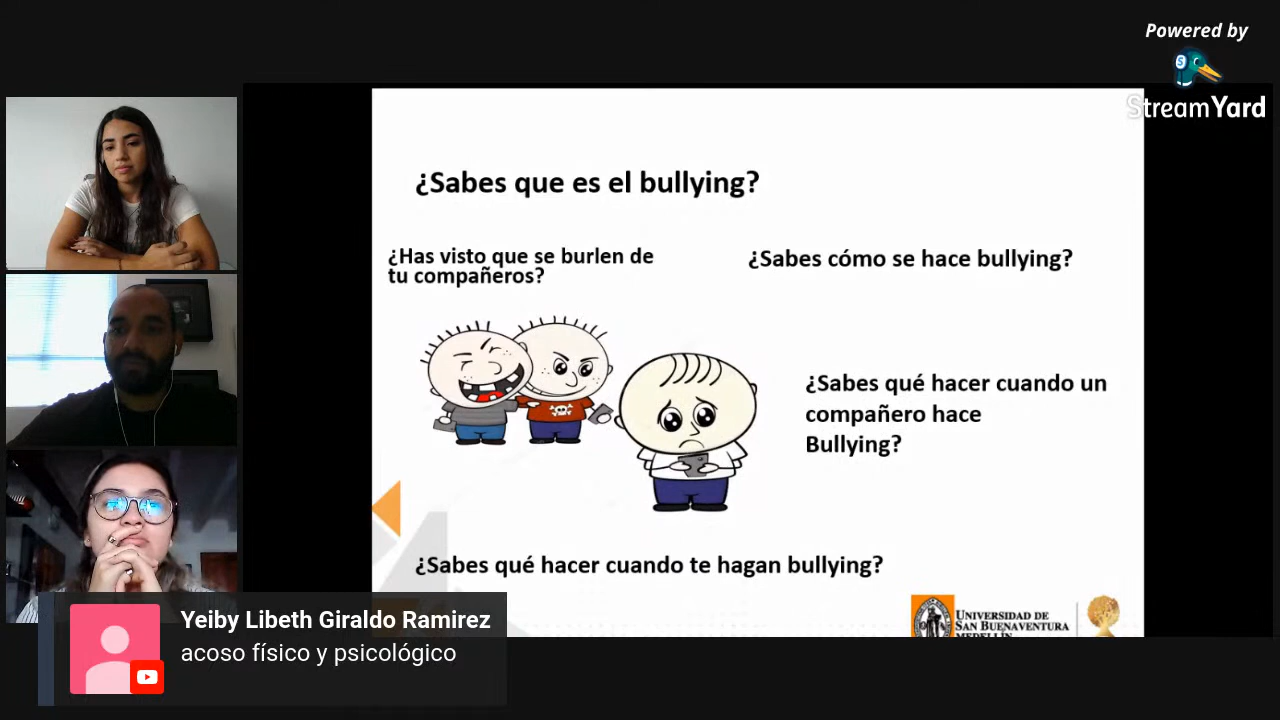 Powered by
StreamYard
¿Sabes que es el bullying?
¿Has visto que se burlen de
tu compañeros?
¿Sabes cómo se hace bullying?
¿Sabes qué hacer cuando un
compañero hace
Bullying?
¿Sabes qué hacer cuando te hagan bullying?
UNIVERSIDAD DE
SAN BUENAVENTURA
MEDELLÍN
Yeiby Libeth Giraldo Ramirez
acoso físico y psicológico